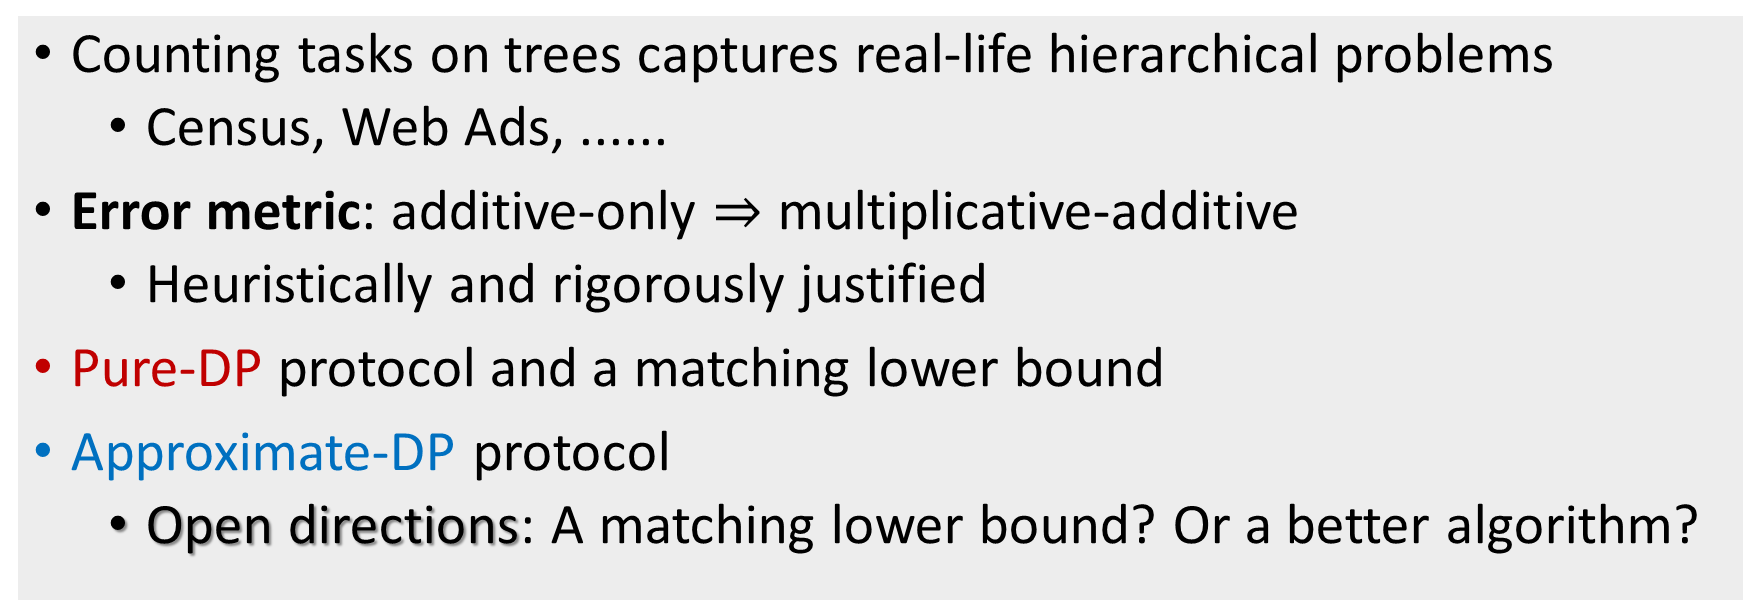 • Counting tasks on trees captures real-life hierarchical problems
• Census, Web Ads, ......
• Error metric: additive-only ⇒ multiplicative-additive
• Heuristically and rigorously justified
• Pure-DP protocol and a matching lower bound
• Approximate-DP protocol
• Open directions: A matching lower bound? Or a better algorithm?